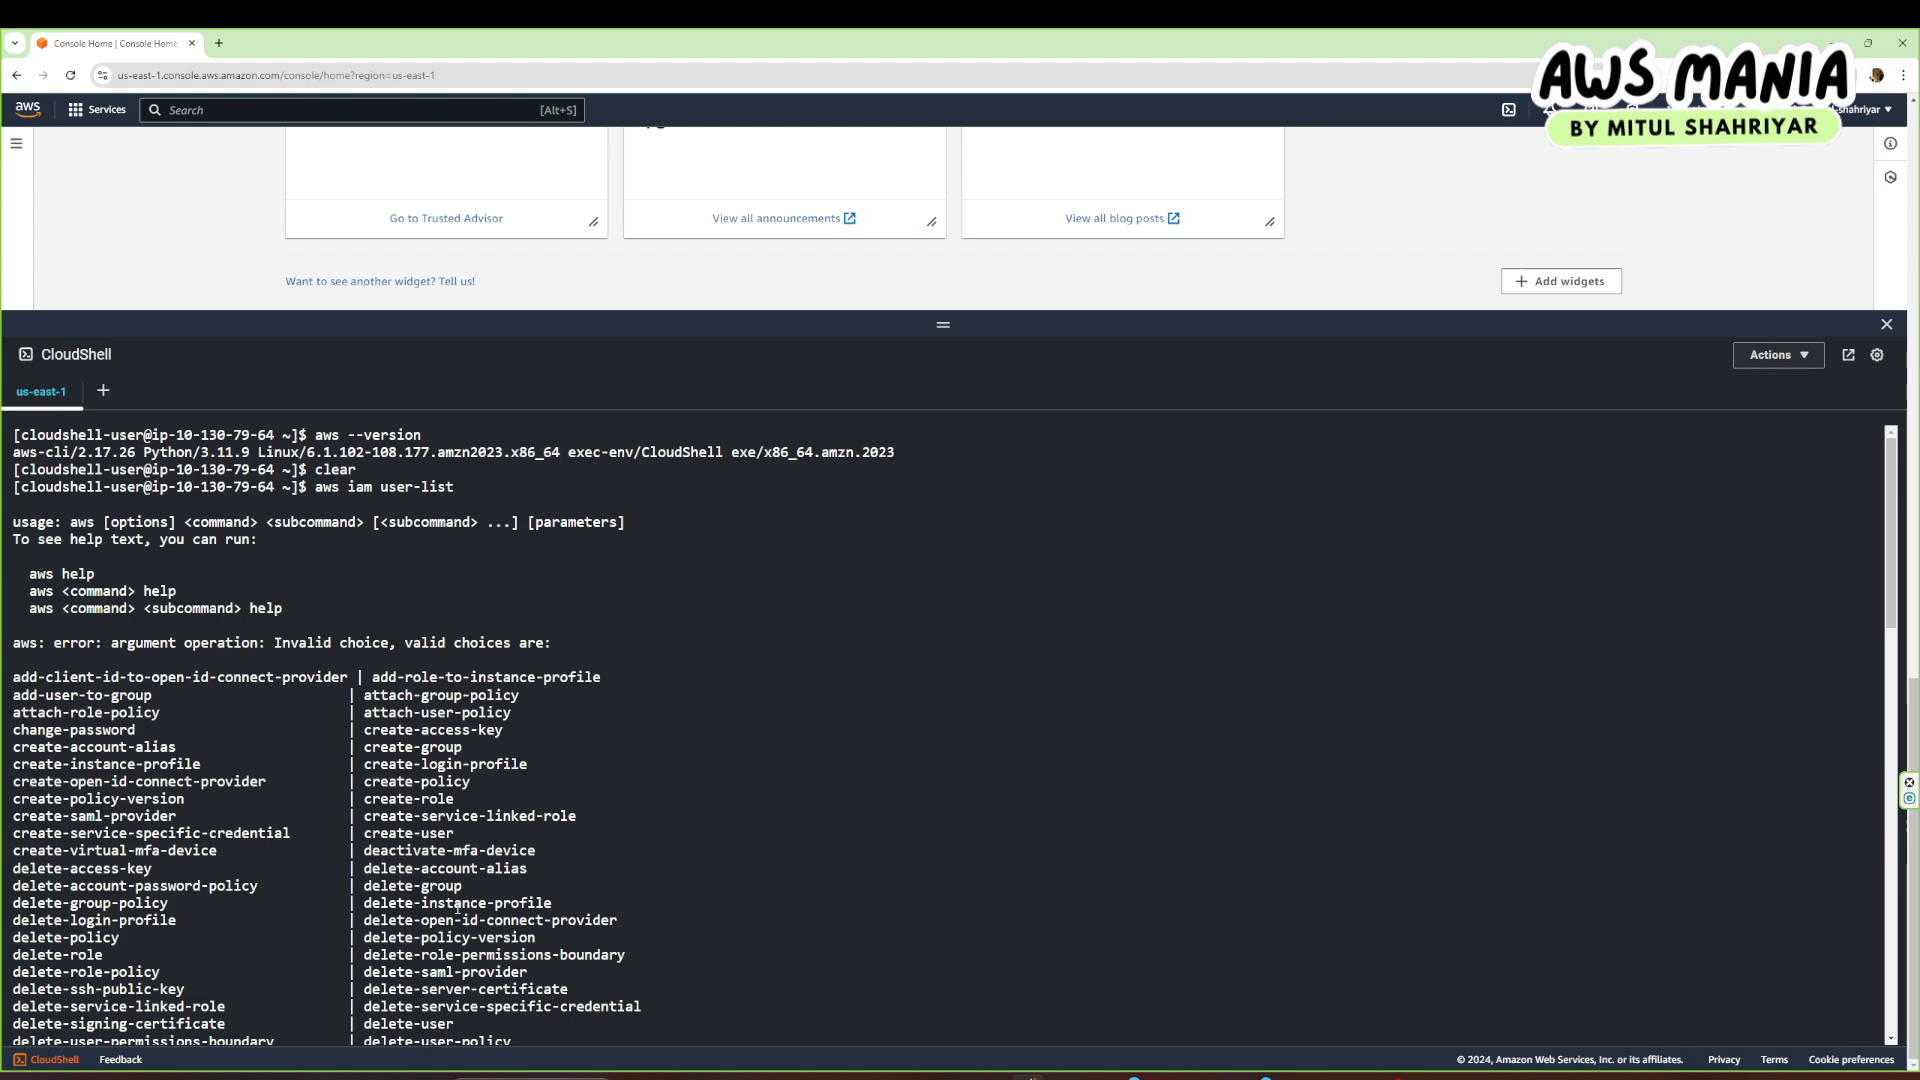 Console Home | Console Home
us-east-1.console.aws.amazon.com/console/home?region=us-east-1
AWS MANIA
BY MITUL SHAHRIYAR
aws
Services
Search
[Alt+S]
-shahriyar
Go to Trusted Advisor
View all announcements
View all blog posts
Want to see another widget? Tell us!
Add widgets
CloudShell
Actions
us-east-1
[cloudshell-user@ip-10-130-79-64 ~]$ aws --version
aws-cli/2.17.26 Python/3.11.9 Linux/6.1.102-108.177.amzn2023.x86_64 exec-env/CloudShell exe/x86_64.amzn.2023
[cloudshell-user@ip-10-130-79-64 ~]$ clear
[cloudshell-user@ip-10-130-79-64 ~]$ aws iam user-list
usage: aws [options] <command> <subcommand> [<subcommand> ...] [parameters]
To see help text, you can run:
aws help
aws <command> help
aws <command> <subcommand> help
aws: error: argument operation: Invalid choice, valid choices are:
add-client-id-to-open-id-connect-provider | add-role-to-instance-profile
add-user-to-group | attach-group-policy
attach-role-policy | attach-user-policy
change-password | create-access-key
create-account-alias | create-group
create-instance-profile | create-login-profile
create-open-id-connect-provider | create-policy
create-policy-version | create-role
create-saml-provider | create-service-linked-role
create-service-specific-credential | create-user
create-virtual-mfa-device | deactivate-mfa-device
delete-access-key | delete-account-alias
delete-account-password-policy | delete-group
delete-group-policy | delete-instance-profile
delete-login-profile | delete-open-id-connect-provider
delete-policy | delete-policy-version
delete-role | delete-role-permissions-boundary
delete-role-policy | delete-saml-provider
delete-ssh-public-key | delete-server-certificate
delete-service-linked-role | delete-service-specific-credential
delete-signing-certificate | delete-user
delete-user-permissions-boundary | delete-user-policy
CloudShell
Feedback
© 2024, Amazon Web Services, Inc. or its affiliates.
Privacy
Terms
Cookie preferences